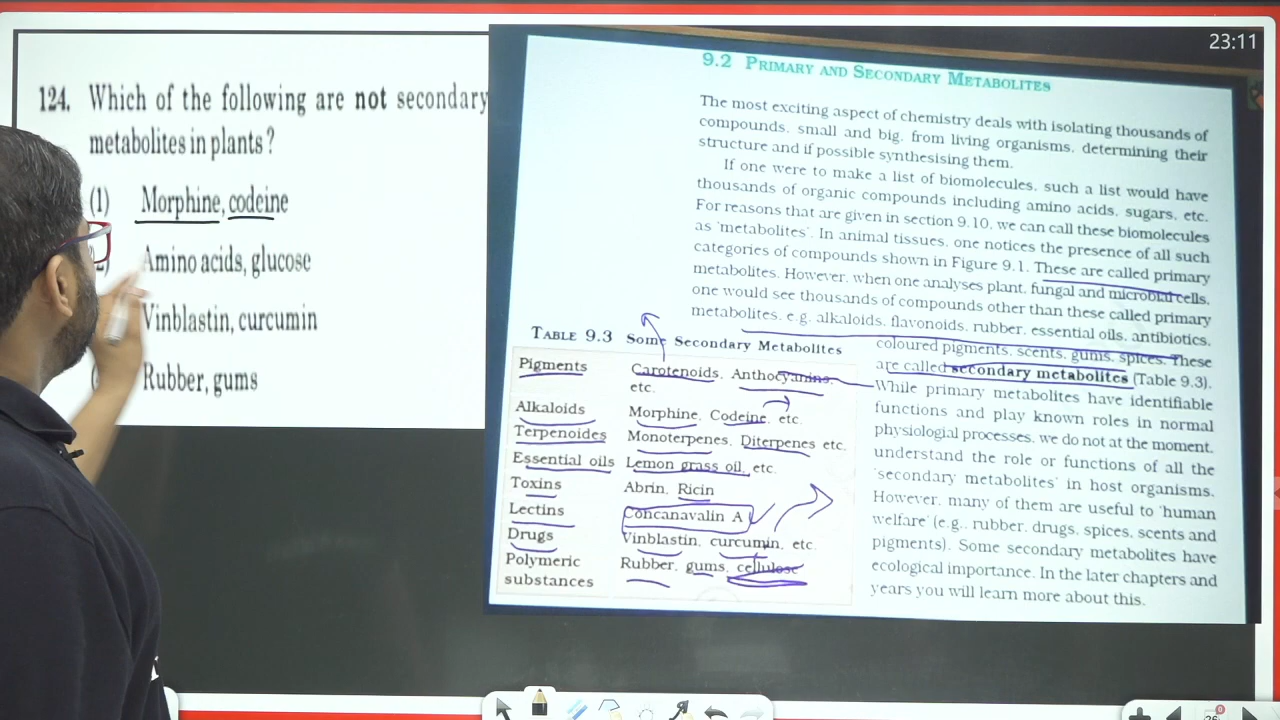 23:11
124. Which of the following are not secondary
metabolites in plants ?
(1) Morphine, codeine
Amino acids, glucose
Vinblastin, curcumin
Rubber, gums
9.2 PRIMARY AND SECONDARY METABOLITES
The most exciting aspect of chemistry deals with isolating thousands of
compounds, small and big, from living organisms, determining their
structure and if possible synthesising them.
If one were to make a list of biomolecules, such a list would have
thousands of organic compounds including amino acids, sugars, etc.
For reasons that are given in section 9.10, we can call these biomolecules
as 'metabolites'. In animal tissues, one notices the presence of all such
categories of compounds shown in Figure 9.1. These are called primary
metabolites. However, when one analyses plant, fungal and microbial cells,
one would see thousands of compounds other than these called primary
metabolites, e.g. alkaloids, flavonoids, rubber, essential oils, antibiotics,
coloured pigments, scents, gums, spices. These
are called secondary metabolites (Table 9.3).
While primary metabolites have identifiable
functions and play known roles in normal
physiologial processes, we do not at the moment,
understand the role or functions of all the
'secondary metabolites' in host organisms.
However, many of them are useful to 'human
welfare' (e.g., rubber, drugs, spices, scents and
pigments). Some secondary metabolites have
ecological importance. In the later chapters and
years you will learn more about this.
TABLE 9.3 Some Secondary Metabolites
Pigments Carotenoids, Anthocyanins,
etc.
Alkaloids Morphine, Codeine, etc.
Terpenoides Monoterpenes, Diterpenes etc.
Essential oils Lemon grass oil, etc.
Toxins Abrin, Ricin
Lectins Concanavalin A
Drugs Vinblastin, curcumin, etc.
Polymeric Rubber, gums, cellulose
substances